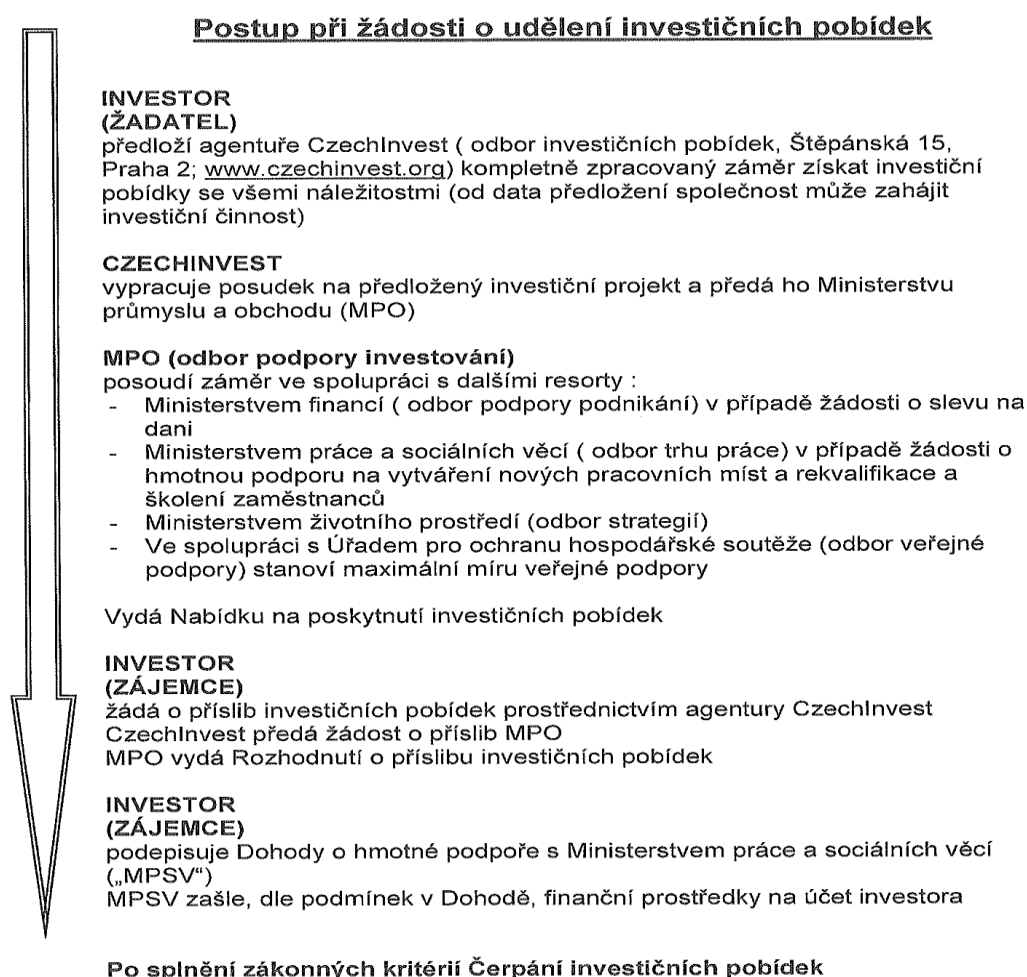 Postup při žádosti o udělení investičních pobídek
INVESTOR
(ŽADATEL)
předloží agentuře CzechInvest ( odbor investičních pobídek, Štěpánská 15,
Praha 2; www.czechinvest.org) kompletně zpracovaný záměr získat investiční
pobídky se všemi náležitostmi (od data předložení společnost může zahájit
investiční činnost)
CZECHINVEST
vypracuje posudek na předložený investiční projekt a předá ho Ministerstvu
průmyslu a obchodu (MPO)
MPO (odbor podpory investování)
posoudí záměr ve spolupráci s dalšími resorty :
- Ministerstvem financí ( odbor podpory podnikání) v případě žádosti o slevu na
dani
- Ministerstvem práce a sociálních věcí ( odbor trhu práce) v případě žádosti o
hmotnou podporu na vytváření nových pracovních míst a rekvalifikace a
školení zaměstnanců
- Ministerstvem životního prostředí (odbor strategií)
- Ve spolupráci s Úřadem pro ochranu hospodářské soutěže (odbor veřejné
podpory) stanoví maximální míru veřejné podpory
Vydá Nabídku na poskytnutí investičních pobídek
INVESTOR
(ZÁJEMCE)
žádá o příslib investičních pobídek prostřednictvím agentury CzechInvest
CzechInvest předá žádost o příslib MPO
MPO vydá Rozhodnutí o příslibu investičních pobídek
INVESTOR
(ZÁJEMCE)
podepisuje Dohody o hmotné podpoře s Ministerstvem práce a sociálních věcí
(„MPSV")
MPSV zašle, dle podmínek v Dohodě, finanční prostředky na účet investora
Po splnění zákonných kritérií Čerpání investičních pobídek